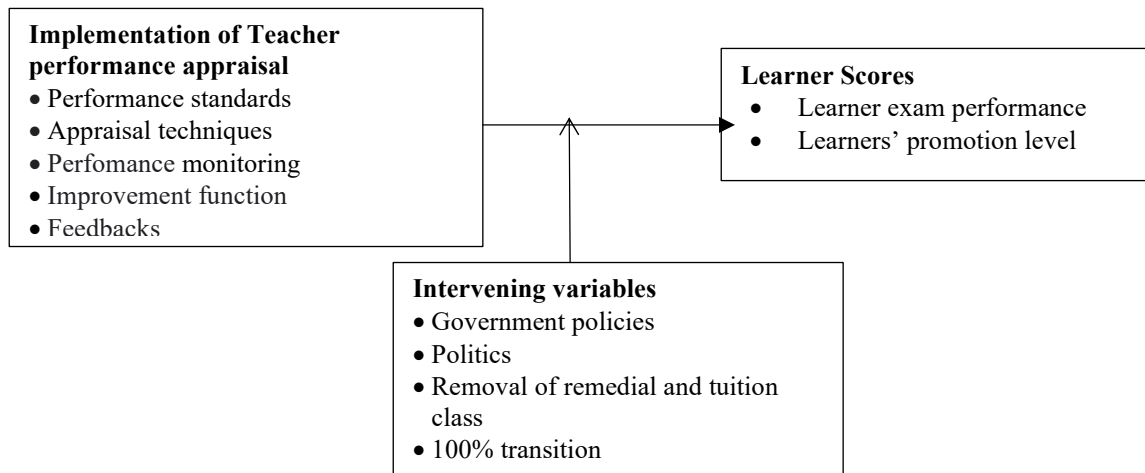 Implementation of Teacher
performance appraisal
• Performance standards
• Appraisal techniques
• Perfomance monitoring
• Improvement function
• Feedbacks
Learner Scores
• Learner exam performance
• Learners’ promotion level
Intervening variables
• Government policies
• Politics
• Removal of remedial and tuition
class
• 100% transition